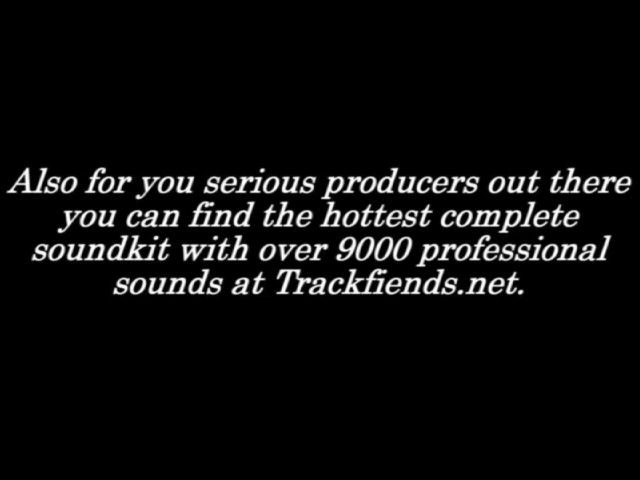 Also for you serious producers out there
you can find the hottest complete
soundkit with over 9000 professional
sounds at Trackfiends.net.